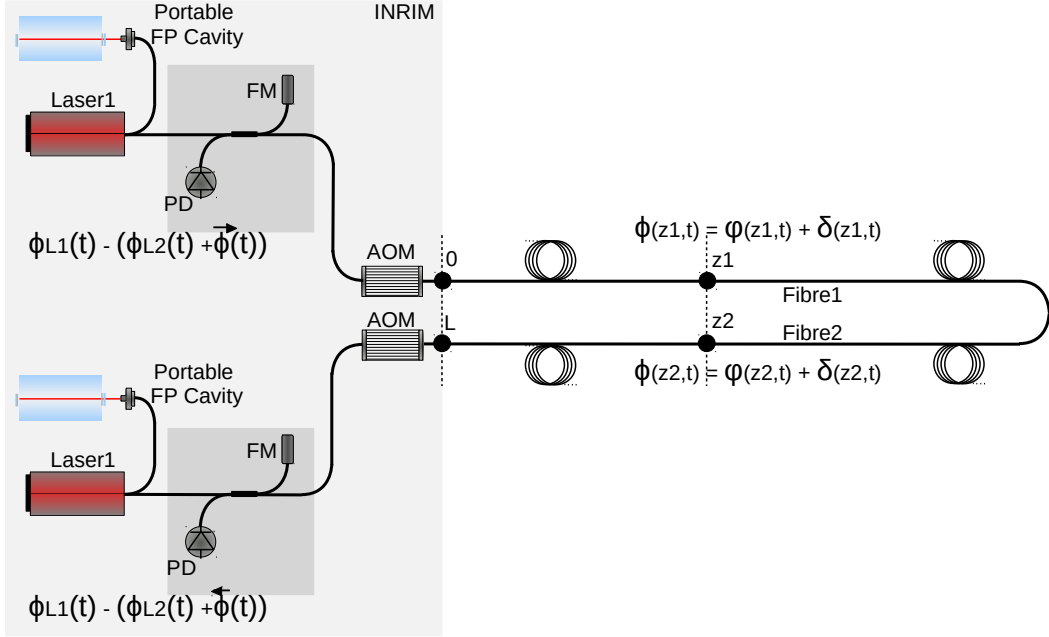 Portable
FP Cavity
INRIM
Laser1
FM
PD
ϕL1(t) - (ϕL2(t) +ϕ(t))
AOM
0
ϕ(z1,t) = φ(z1,t) + δ(z1,t)
z1
Fibre1
AOM
L
z2
Fibre2
ϕ(z2,t) = φ(z2,t) + δ(z2,t)
Portable
FP Cavity
Laser1
FM
PD
ϕL1(t) - (ϕL2(t) +ϕ(t))